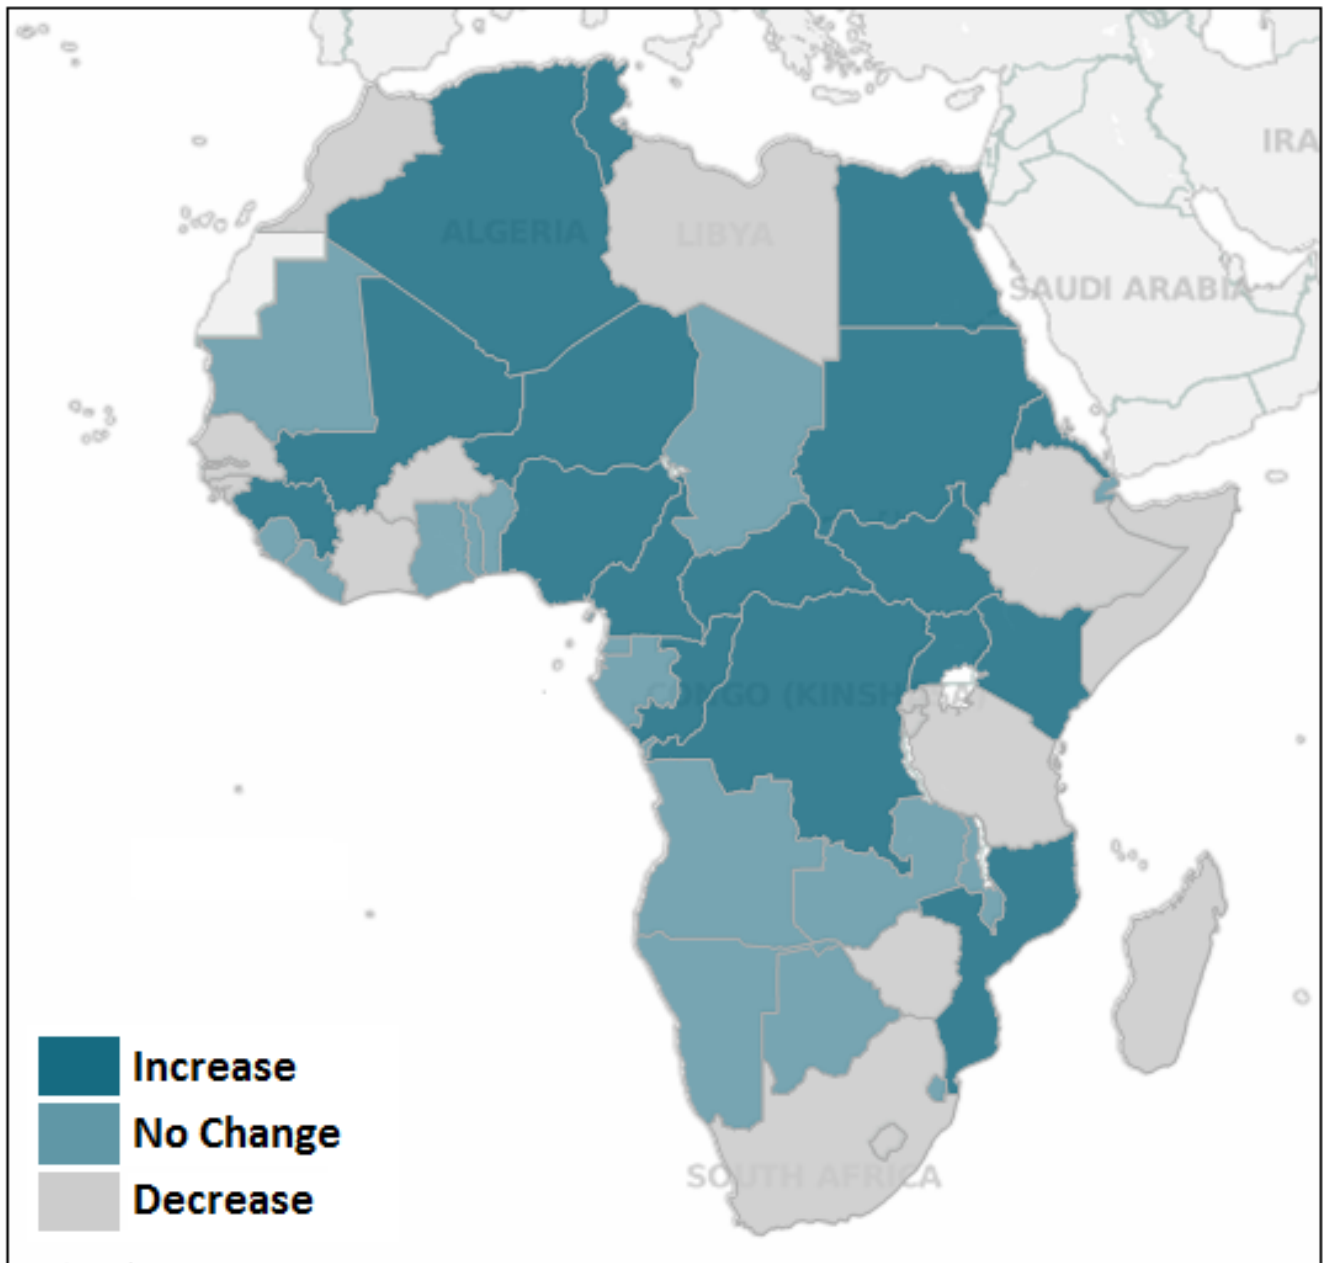 IRA
ALGERIA
LIBYA
SAUDI ARABIA
CONGO (KINSHASA)
Increase
No Change
Decrease
SOUTH AFRICA